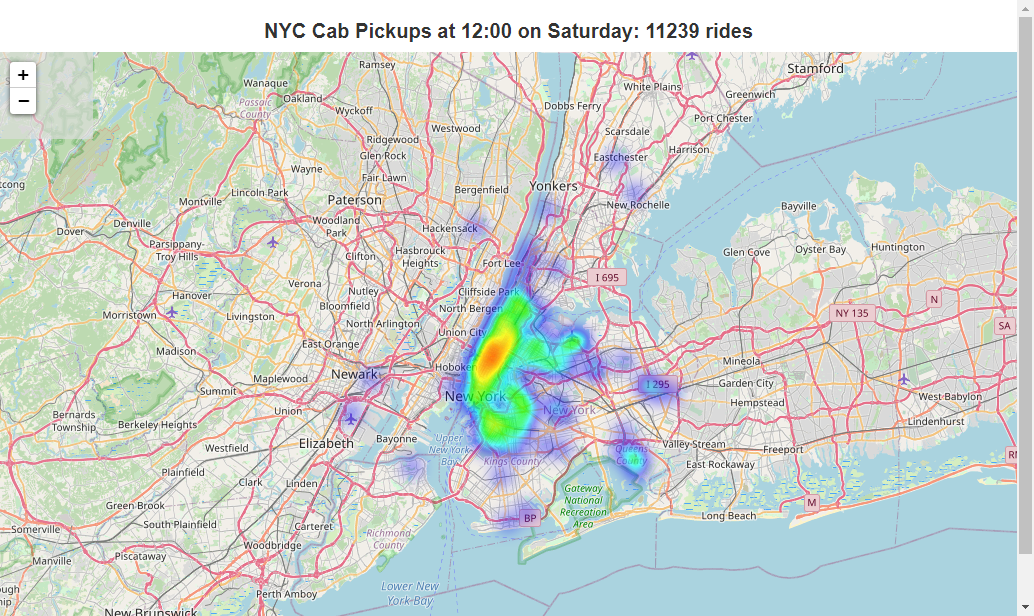 NYC Cab Pickups at 12:00 on Saturday: 11239 rides
+
−
Ramsey
Stamford
Wanaque
White Plains
Greenwich
Oakland
Passaic
County
Wyckoff
Dobbs Ferry
Port Chester
Westwood
Scarsdale
Ridgewood
Harrison
Glen Rock
Eastchester
Wayne
Fair Lawn
Lincoln Park
Bergenfield
Yonkers
Paterson
Montville
New Rochelle
Bayville
Woodland
Park
Denville
Dover
Hackensack
Parsippany-
Troy Hills
Clifton
Hasbrouck
Heights
Fort Lee
Glen Cove
Oyster Bay
Huntington
I 695
Verona
Nutley
Cliffside Park
Hanover
Bloomfield
North Bergen
N
Morristown
Livingston
North Arlington
NY 135
SA
Union City
East Orange
Madison
Mineola
Newark
Hoboken
Maplewood
I 295
Garden City
Summit
New York
West Babylon
Hempstead
Union
New York
Bernards
Township
Berkeley Heights
Lindenhurst
Elizabeth
Bayonne
Upper
New York
Bay
Valley Stream
Freeport
Westfield
Queens
County
Kings County
East Rockaway
Plainfield
Clark
Linden
Gateway
National
Recreation
Area
M
Green Brook
Long Beach
BP
South Plainfield
Carteret
Somerville
Richmond
County
Woodbridge
Piscataway
Manville
Lower New
York Bay
Perth Amboy
New Brunswick